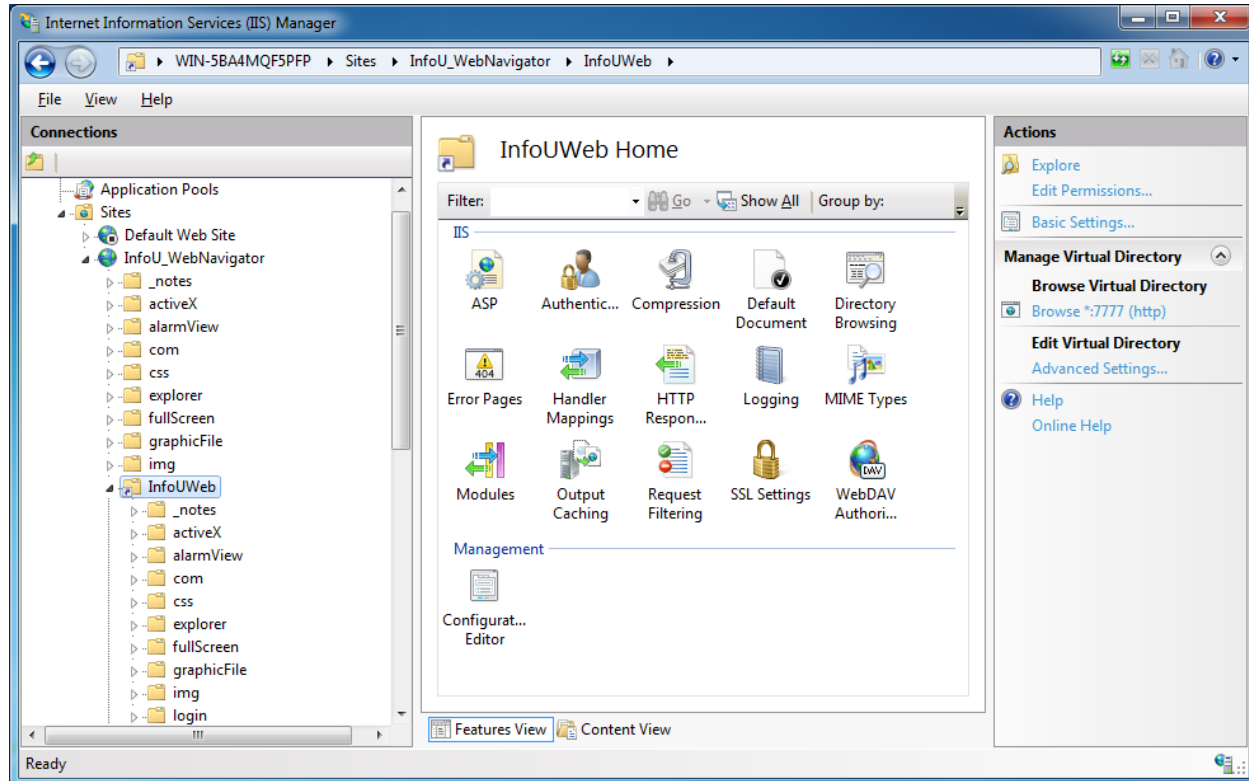 Internet Information Services (IIS) Manager
WIN-5BA4MQF5PFP Sites InfoU_WebNavigator InfoUWeb
File View Help
Connections
Application Pools
Sites
Default Web Site
InfoU_WebNavigator
_notes
activeX
alarmView
com
css
explorer
fullScreen
graphicFile
img
InfoUWeb
_notes
activeX
alarmView
com
css
explorer
fullScreen
graphicFile
img
login
InfoUWeb Home
Filter: Go Show All Group by:
IIS
ASP
Authentic...
Compression
Default
Document
Directory
Browsing
404
Error Pages
Handler
Mappings
HTTP
Respon...
Logging
MIME Types
Modules
Output
Caching
Request
Filtering
SSL Settings
DAV
WebDAV
Authori...
Management
Configurat...
Editor
Features View Content View
Actions
Explore
Edit Permissions...
Basic Settings...
Manage Virtual Directory
Browse Virtual Directory
Browse *:7777 (http)
Edit Virtual Directory
Advanced Settings...
Help
Online Help
Ready